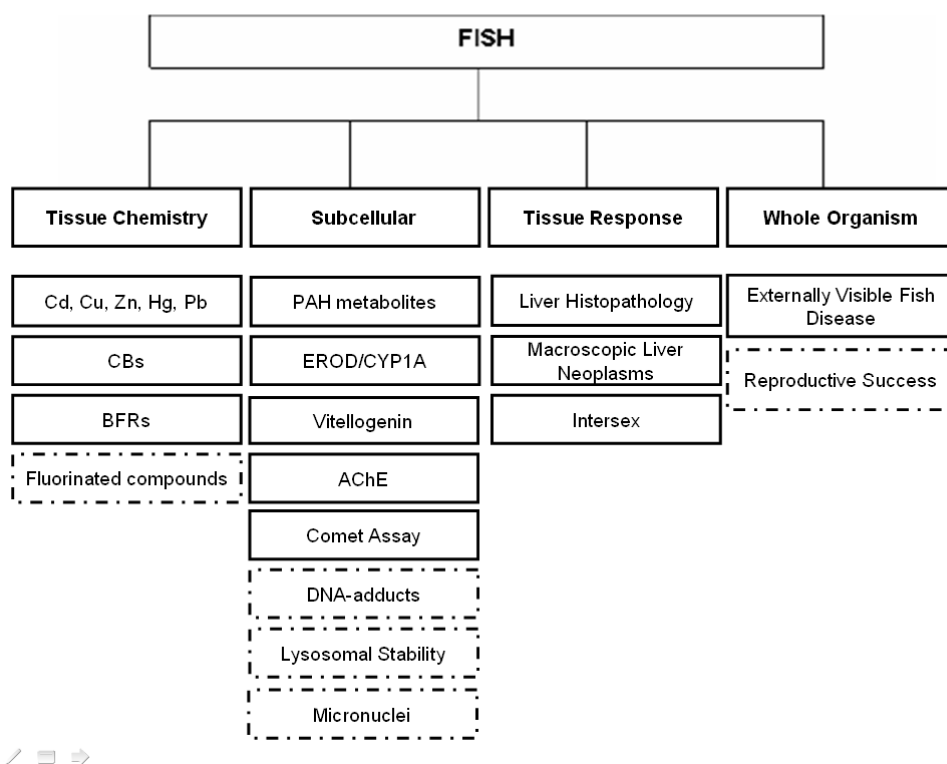 FISH
Tissue Chemistry
Subcellular
Tissue Response
Whole Organism
Cd, Cu, Zn, Hg, Pb
CBs
BFRs
Fluorinated compounds
PAH metabolites
EROD/CYP1A
Vitellogenin
AChE
Comet Assay
DNA-adducts
Lysosomal Stability
Micronuclei
Liver Histopathology
Macroscopic Liver
Neoplasms
Intersex
Externally Visible Fish
Disease
Reproductive Success